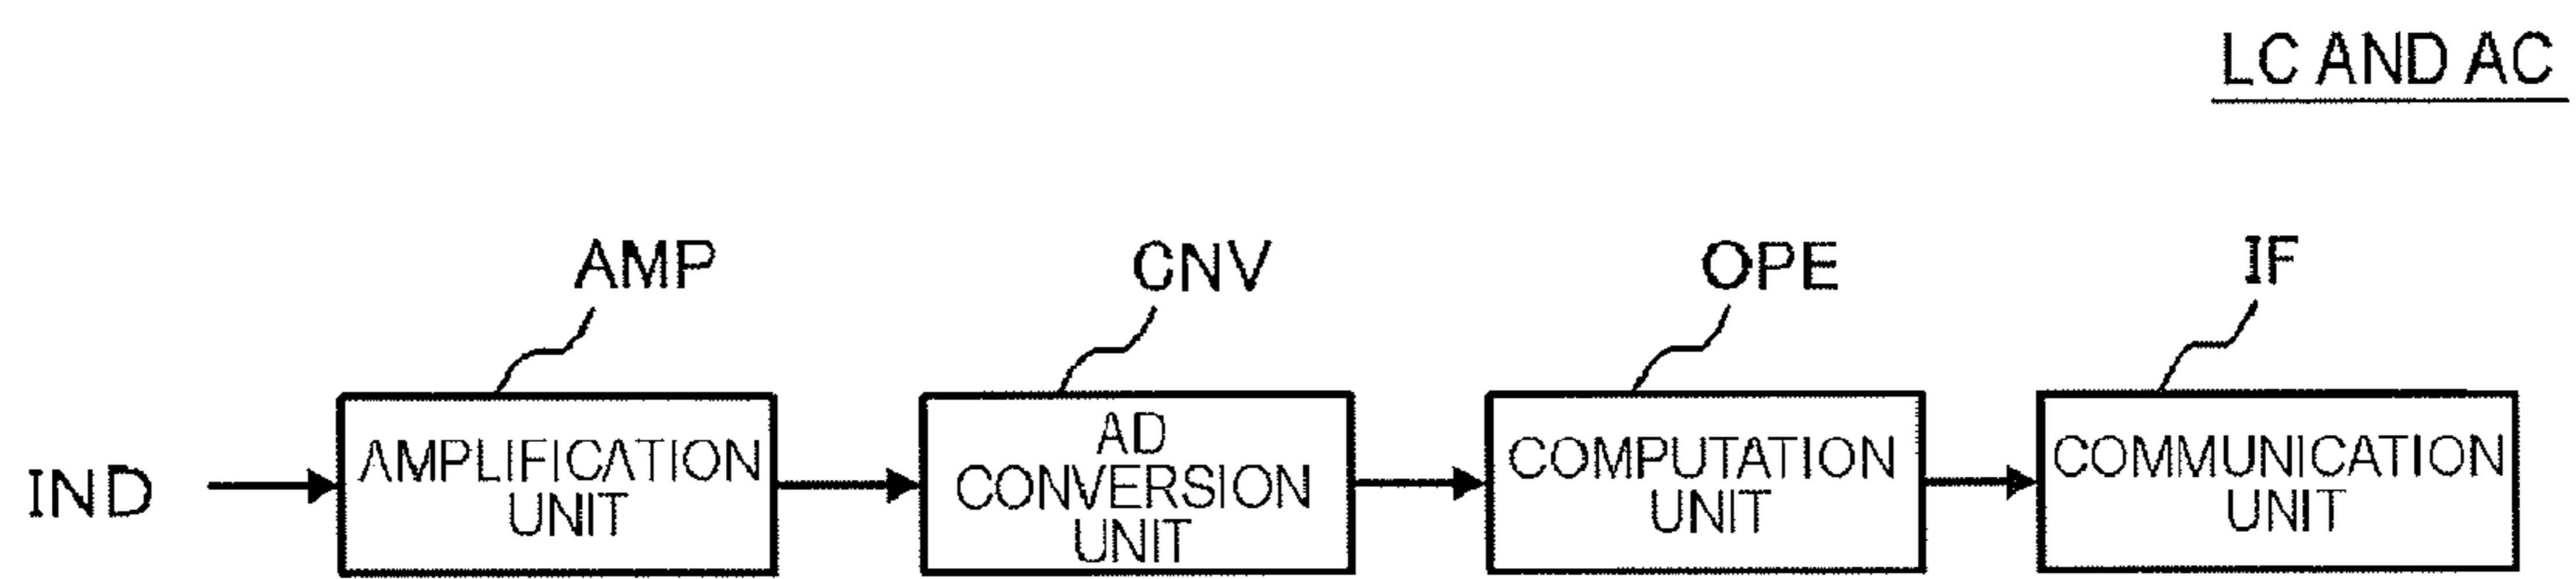 LC AND AC
AMP
CNV
OPE
IF
IND
AMPLIFICATION
UNIT
AD
CONVERSION
UNIT
COMPUTATION
UNIT
COMMUNICATION
UNIT